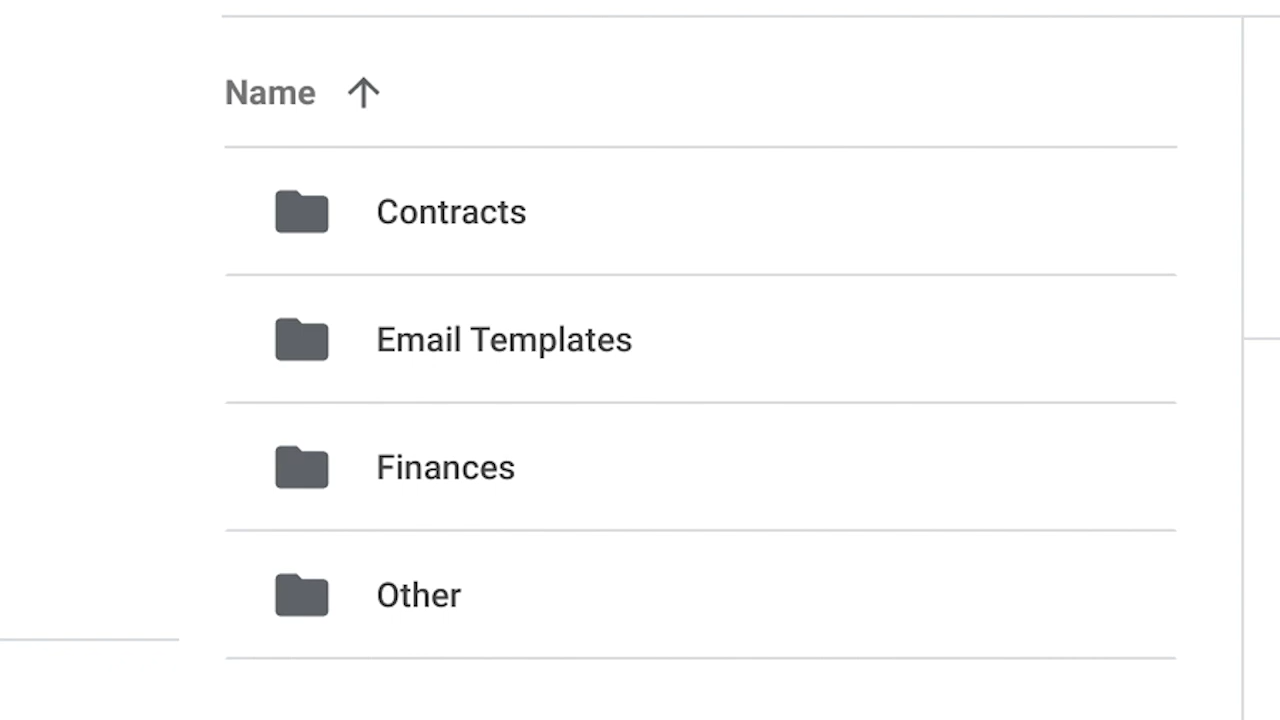 Name
Contracts
Email Templates
Finances
Other